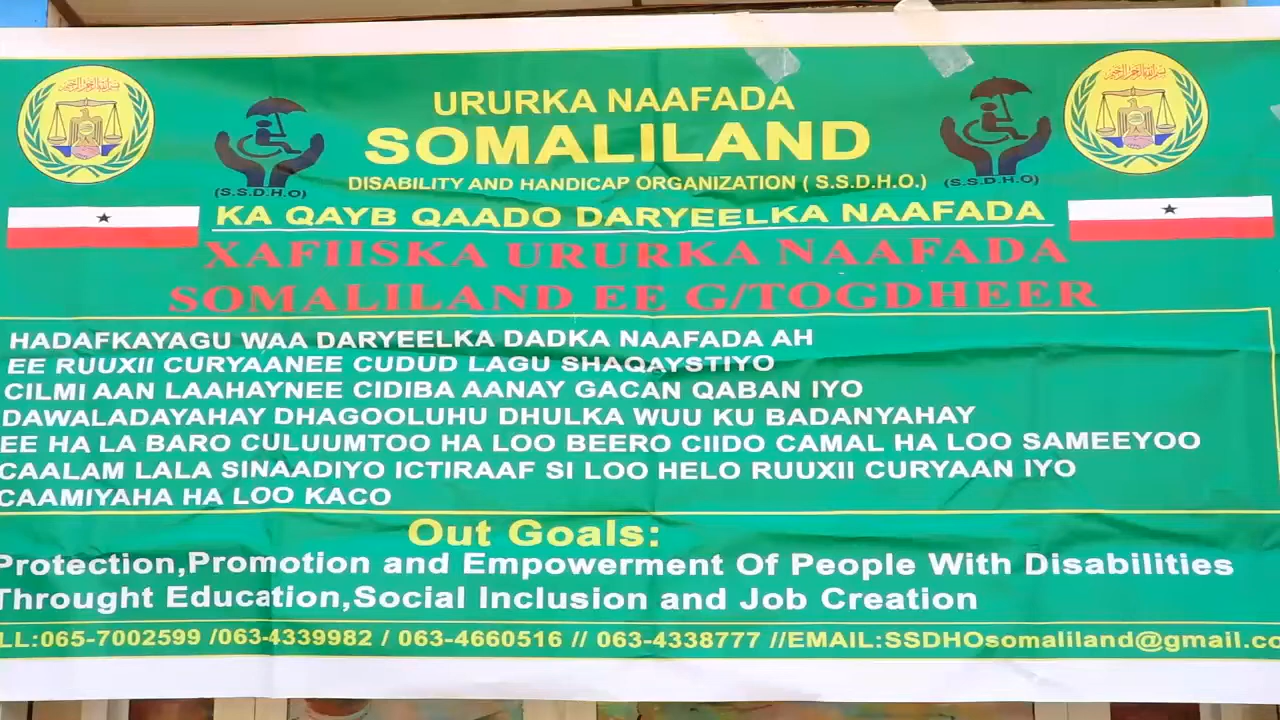 URURKA NAAFADA
SOMALILAND
DISABILITY AND HANDICAP ORGANIZATION ( S.S.D.H.O.)
(S.S.D.H.O)
(S.S.D.H.O)
KA QAYB QAADO DARYEELKA NAAFADA
XAFIISKA URURKA NAAFADA
SOMALILAND EE G/TOGDHEER
HADAFKAYAGU WAA DARYEELKA DADKA NAAFADA AH
EE RUUXII CURYAANEE CUDUD LAGU SHAQAYSTIYO
CILMI AAN LAAHAYNEE CIDIBA AANAY GACAN QABAN IYO
DAWALADAYAHAY DHAGOOLUHU DHULKA WUU KU BADANYAHAY
EE HA LA BARO CULUUMTOO HA LOO BEERO CIIDO CAMAL HA LOO SAMEEYOO
CAALAM LALA SINAADIYO ICTIRAAF SI LOO HELO RUUXII CURYAAN IYO
CAAMIYAHA HA LOO KACO
Out Goals:
Protection,Promotion and Empowerment Of People With Disabilities
Throught Education,Social Inclusion and Job Creation
LL:065-7002599 /063-4339982 / 063-4660516 // 063-4338777 //EMAIL:SSDHOsomaliland@gmail.co